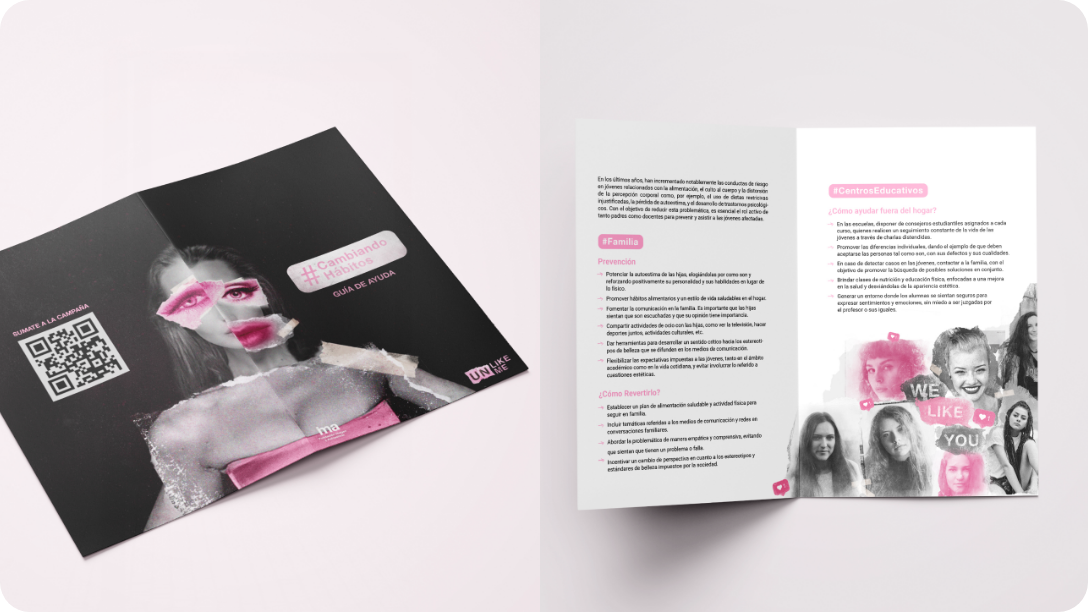 SUMATE A LA CAMPAÑA
#Cambiando
Hábitos
GUÍA DE AYUDA
UNLIKE
ME
ma
En los últimos años, han incrementado notablemente las conductas de riesgo
en jóvenes relacionadas con la alimentación, el culto al cuerpo y la distorsión
de la percepción corporal como, por ejemplo, el uso de dietas restrictivas
injustificadas, la pérdida de autoestima, y el desarrollo de trastornos psicológi-
cos. Con el objetivo de reducir esta problemática, es esencial el rol activo de
tanto padres como docentes para prevenir y asistir a las jóvenes afectadas.
#Familia
Prevención
Potenciar la autoestima de las hijas, elogiándolas por como son y
reforzando positivamente su personalidad y sus habilidades en lugar de
lo físico.
Promover hábitos alimentarios y un estilo de vida saludables en el hogar.
Fomentar la comunicación en la familia. Es importante que las hijas
sientan que son escuchadas y que su opinión tiene importancia.
Compartir actividades de ocio con las hijas, como ver la televisión, hacer
deportes juntos, actividades culturales, etc.
Dar herramientas para desarrollar un sentido crítico hacia los estereoti-
pos de belleza que se difunden en los medios de comunicación.
Flexibilizar las expectativas impuestas a las jóvenes, tanto en el ámbito
académico como en la vida cotidiana, y evitar involucrar lo referido a
cuestiones estéticas.
¿Cómo Revertirlo?
Establecer un plan de alimentación saludable y actividad física para
seguir en familia.
Incluir temáticas referidas a los medios de comunicación y redes en
conversaciones familiares.
Abordar la problemática de manera empática y comprensiva, evitando
que sientan que tienen un problema o falla.
Incentivar un cambio de perspectiva en cuanto a los estereotipos y
estándares de belleza impuestos por la sociedad.
#CentrosEducativos
¿Cómo ayudar fuera del hogar?
En las escuelas, disponer de consejeros estudiantiles asignados a cada
curso, quienes realicen un seguimiento constante de la vida de las
jóvenes a través de charlas distendidas.
Promover las diferencias individuales, dando el ejemplo de que deben
aceptarse las personas tal como son, con sus defectos y sus cualidades.
En caso de detectar casos en las jóvenes, contactar a la familia, con el
objetivo de promover la búsqueda de posibles soluciones en conjunto.
Brindar clases de nutrición y educación física, enfocadas a una mejora
en la salud y desviándolas de la apariencia estética.
Generar un entorno donde los alumnos se sientan seguros para
expresar sentimientos y emociones, sin miedo a ser juzgadas por
el profesor o sus iguales.
WE
LIKE
YOU